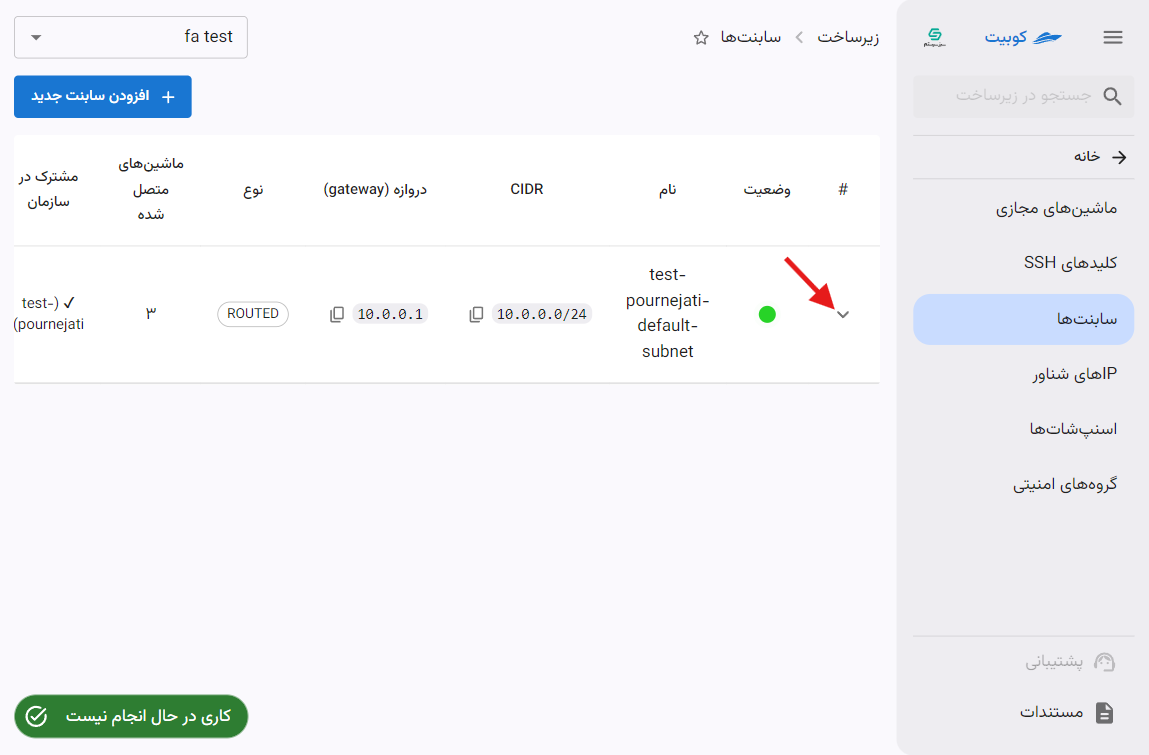 کوبیت
زیرساخت
سابنت‌ها
fa test
جستجو در زیرساخت
خانه
ماشین‌های مجازی
کلیدهای SSH
سابنت‌ها
IPهای شناور
اسنپ‌شات‌ها
گروه‌های امنیتی
پشتیبانی
مستندات
+ افزودن سابنت جدید
#
وضعیت
نام
CIDR
دروازه (gateway)
نوع
ماشین‌های
متصل
شده
مشترک در
سازمان
test-
pournejati-
default-
subnet
10.0.0.0/24
10.0.0.1
ROUTED
۳
✓ (test-
pournejati)
کاری در حال انجام نیست